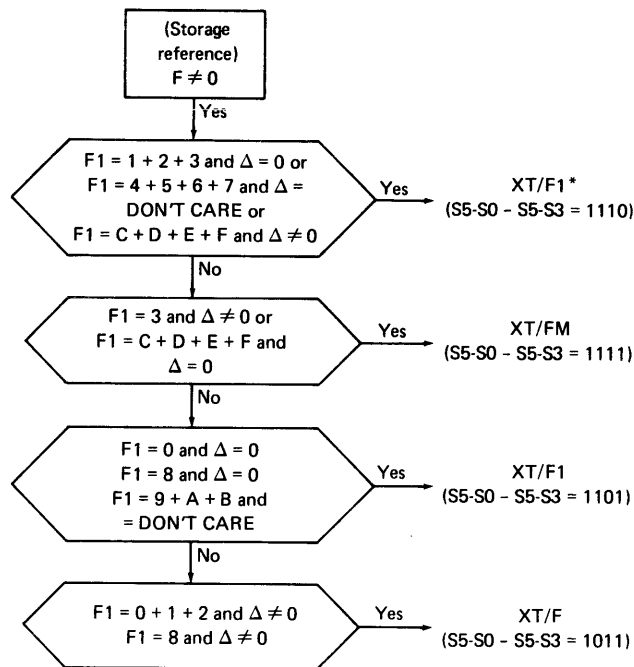 (Storage
reference)
F ≠ 0
Yes
F1 = 1 + 2 + 3 and Δ = 0 or
F1 = 4 + 5 + 6 + 7 and Δ =
DON'T CARE or
F1 = C + D + E + F and Δ ≠ 0
Yes
XT/F1*
(S5-S0 – S5-S3 = 1110)
No
F1 = 3 and Δ ≠ 0 or
F1 = C + D + E + F and
Δ = 0
Yes
XT/FM
(S5-S0 – S5-S3 = 1111)
No
F1 = 0 and Δ = 0
F1 = 8 and Δ = 0
F1 = 9 + A + B and
= DON'T CARE
Yes
XT/F1
(S5-S0 – S5-S3 = 1101)
No
F1 = 0 + 1 + 2 and Δ ≠ 0
F1 = 8 and Δ ≠ 0
Yes
XT/F
(S5-S0 – S5-S3 = 1011)